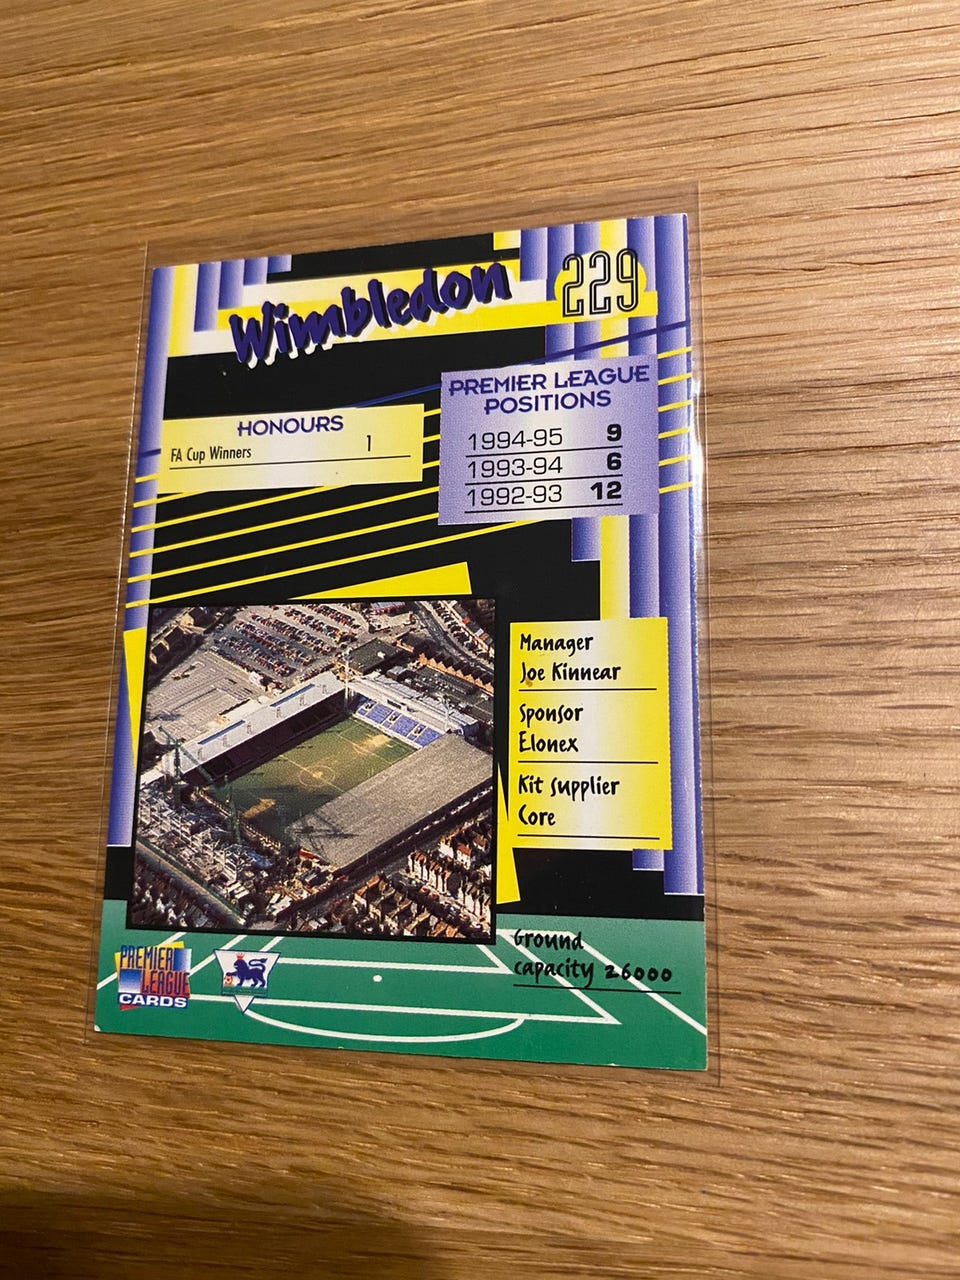 Wimbledon
229
HONOURS
FA Cup Winners 1
PREMIER LEAGUE
POSITIONS
1994-95 9
1993-94 6
1992-93 12
Manager
Joe Kinnear
Sponsor
Elonex
Kit Supplier
Core
Ground
capacity 26000
PREMIER
LEAGUE
CARDS